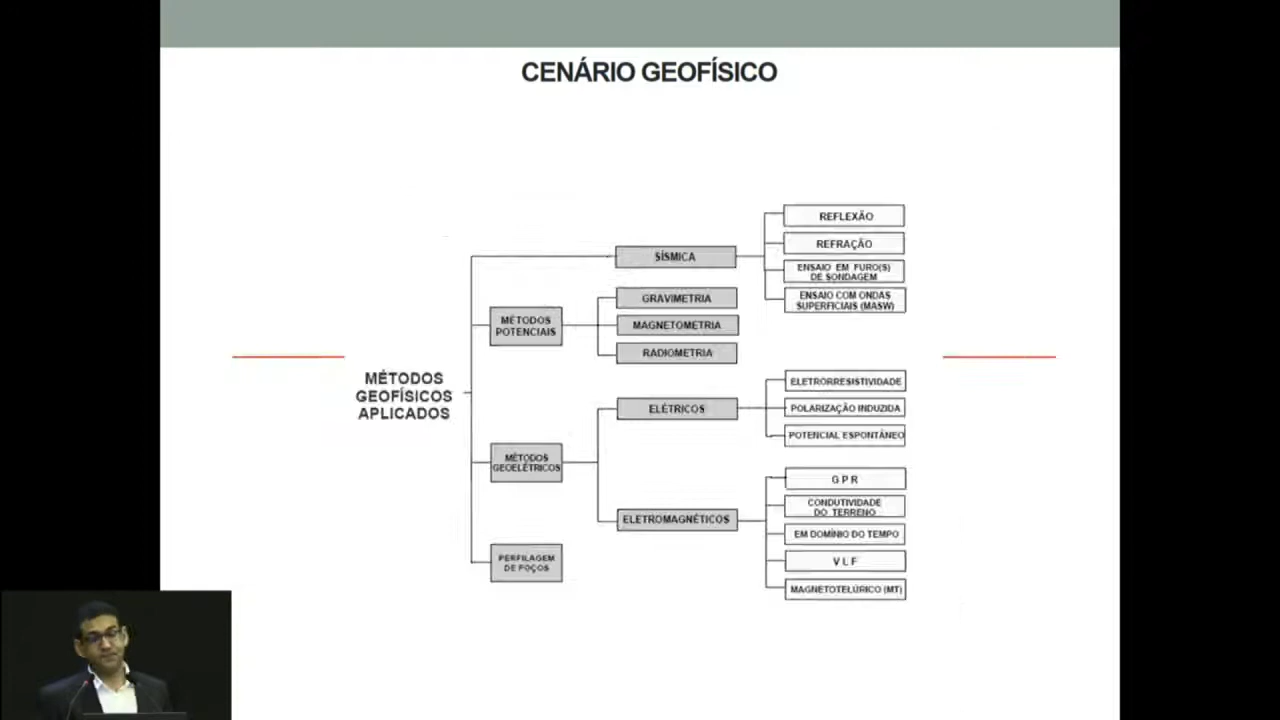 CENÁRIO GEOFÍSICO
MÉTODOS
GEOFÍSICOS
APLICADOS
SÍSMICA
REFLEXÃO
REFRAÇÃO
ENSAIO EM FURO(S)
DE SONDAGEM
ENSAIO COM ONDAS
SUPERFICIAIS (MASW)
MÉTODOS
POTENCIAIS
GRAVIMETRIA
MAGNETOMETRIA
RADIOMETRIA
MÉTODOS
GEOELÉTRICOS
ELÉTRICOS
ELETRORRESISTIVIDADE
POLARIZAÇÃO INDUZIDA
POTENCIAL ESPONTÂNEO
ELETROMAGNÉTICOS
G P R
CONDUTIVIDADE
DO TERRENO
EM DOMÍNIO DO TEMPO
V L F
MAGNETOTELÚRICO (MT)
PERFILAGEM
DE POÇOS